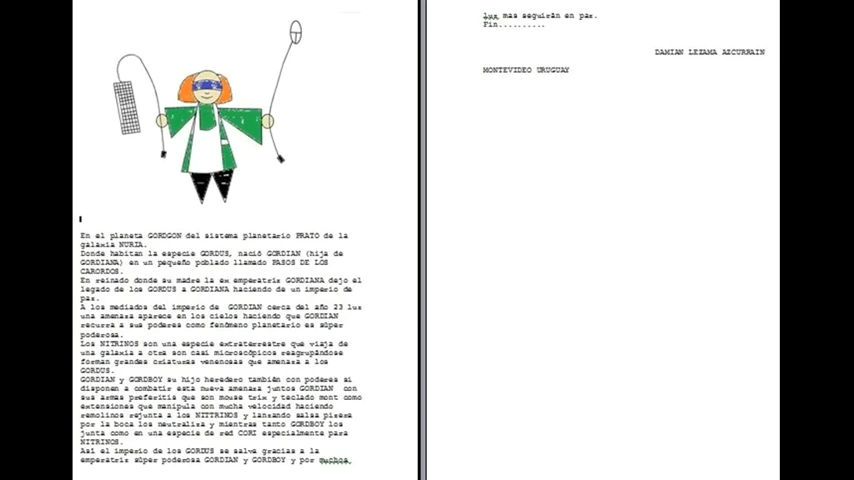 En el planeta GORDGON del sistema planetario PRATO de la
galaxia NURIA.
Donde habitan la especie GORDUS, nació GORDIAN (hija de
GORDIANA) en un pequeño poblado llamado PASOS DE LOS
CARORDOS.
En reinado donde su madre la ex emperatriz GORDIANA dejo el
legado de los GORDUS a GORDIANA haciendo de un imperio de
paz.
A los mediados del imperio de GORDIAN cerca del año 23 luz
una amenaza aparece en los cielos haciendo que GORDIAN
recurra a sus poderes como fenómeno planetario es súper
poderosa.
Los NITRINOS son una especie extraterrestre que viaja de
una galaxia a otra son casi microscópicos reagrupándose
forman grandes criaturas venenosas que amenaza a los
GORDUS.
GORDIAN y GORDBOY su hijo heredero también con poderes si
disponen a combatir esta nueva amenaza juntos GORDIAN con
sus armas preferitis que son mouse trix y teclado mont como
extensiones que manipula con mucha velocidad haciendo
remolinos rejunta a los NITTRINOS y lanzando salsa pizera
por la boca los neutraliza y mientras tanto GORDBOY los
junta como en una especie de red CORI especialmente para
NITRINOS.
Así el imperio de los GORDUS se salva gracias a la
emperatriz súper poderosa GORDIAN y GORDBOY y por muchos
luz mas seguirán en paz.
Fin..........
DAMIAN LEZAMA AZCURRAIN
MONTEVIDEO URUGUAY